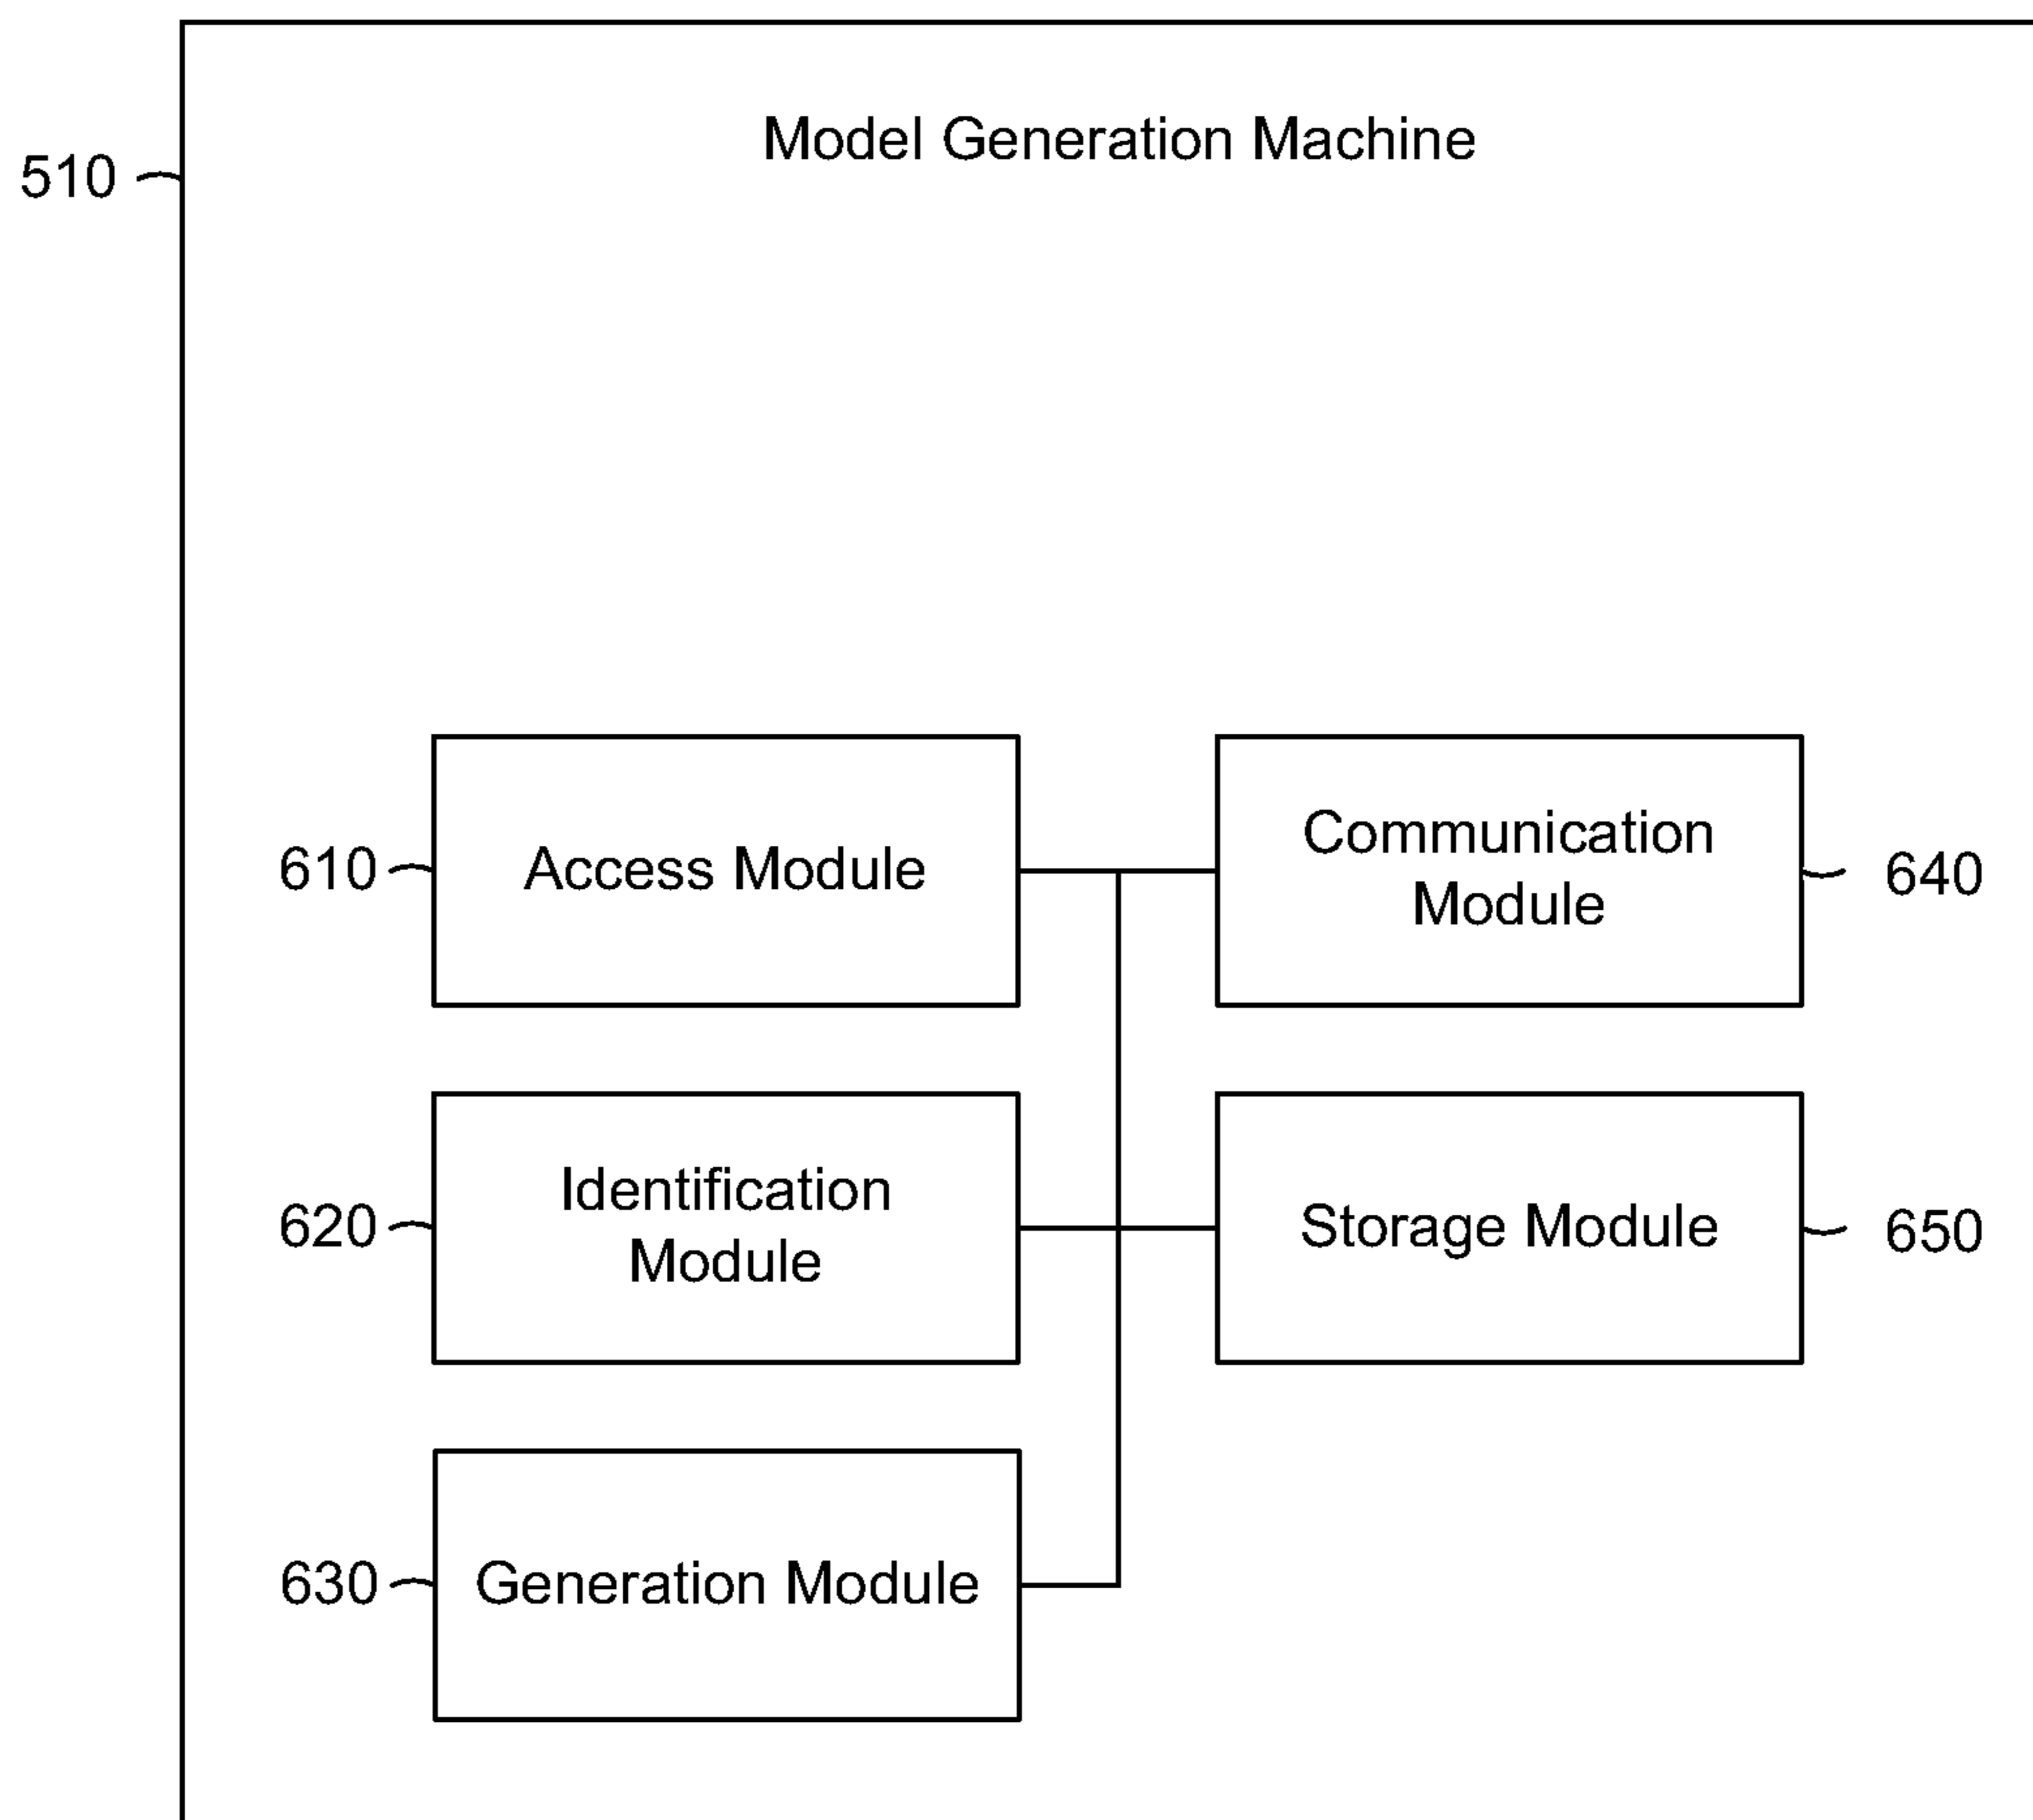 Model Generation Machine
510
610
Access Module
Communication
Module
640
620
Identification
Module
Storage Module
650
630
Generation Module